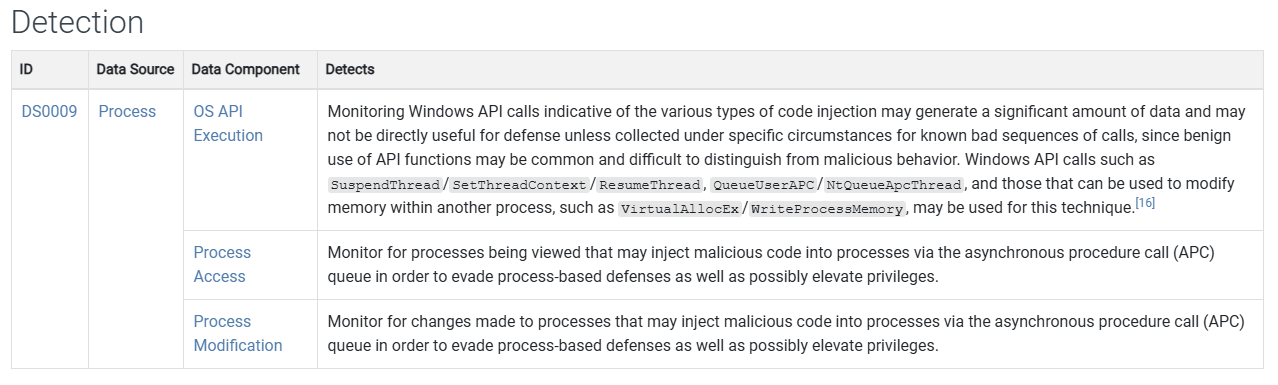 Detection
ID Data Source Data Component Detects
DS0009 Process OS API Execution
Monitoring Windows API calls indicative of the various types of code injection may generate a significant amount of data and may
not be directly useful for defense unless collected under specific circumstances for known bad sequences of calls, since benign
use of API functions may be common and difficult to distinguish from malicious behavior. Windows API calls such as
SuspendThread/SetThreadContext/ResumeThread, QueueUserAPC/NtQueueApcThread, and those that can be used to modify
memory within another process, such as VirtualAllocEx/WriteProcessMemory, may be used for this technique.[16]
Process
Access
Monitor for processes being viewed that may inject malicious code into processes via the asynchronous procedure call (APC)
queue in order to evade process-based defenses as well as possibly elevate privileges.
Process
Modification
Monitor for changes made to processes that may inject malicious code into processes via the asynchronous procedure call (APC)
queue in order to evade process-based defenses as well as possibly elevate privileges.